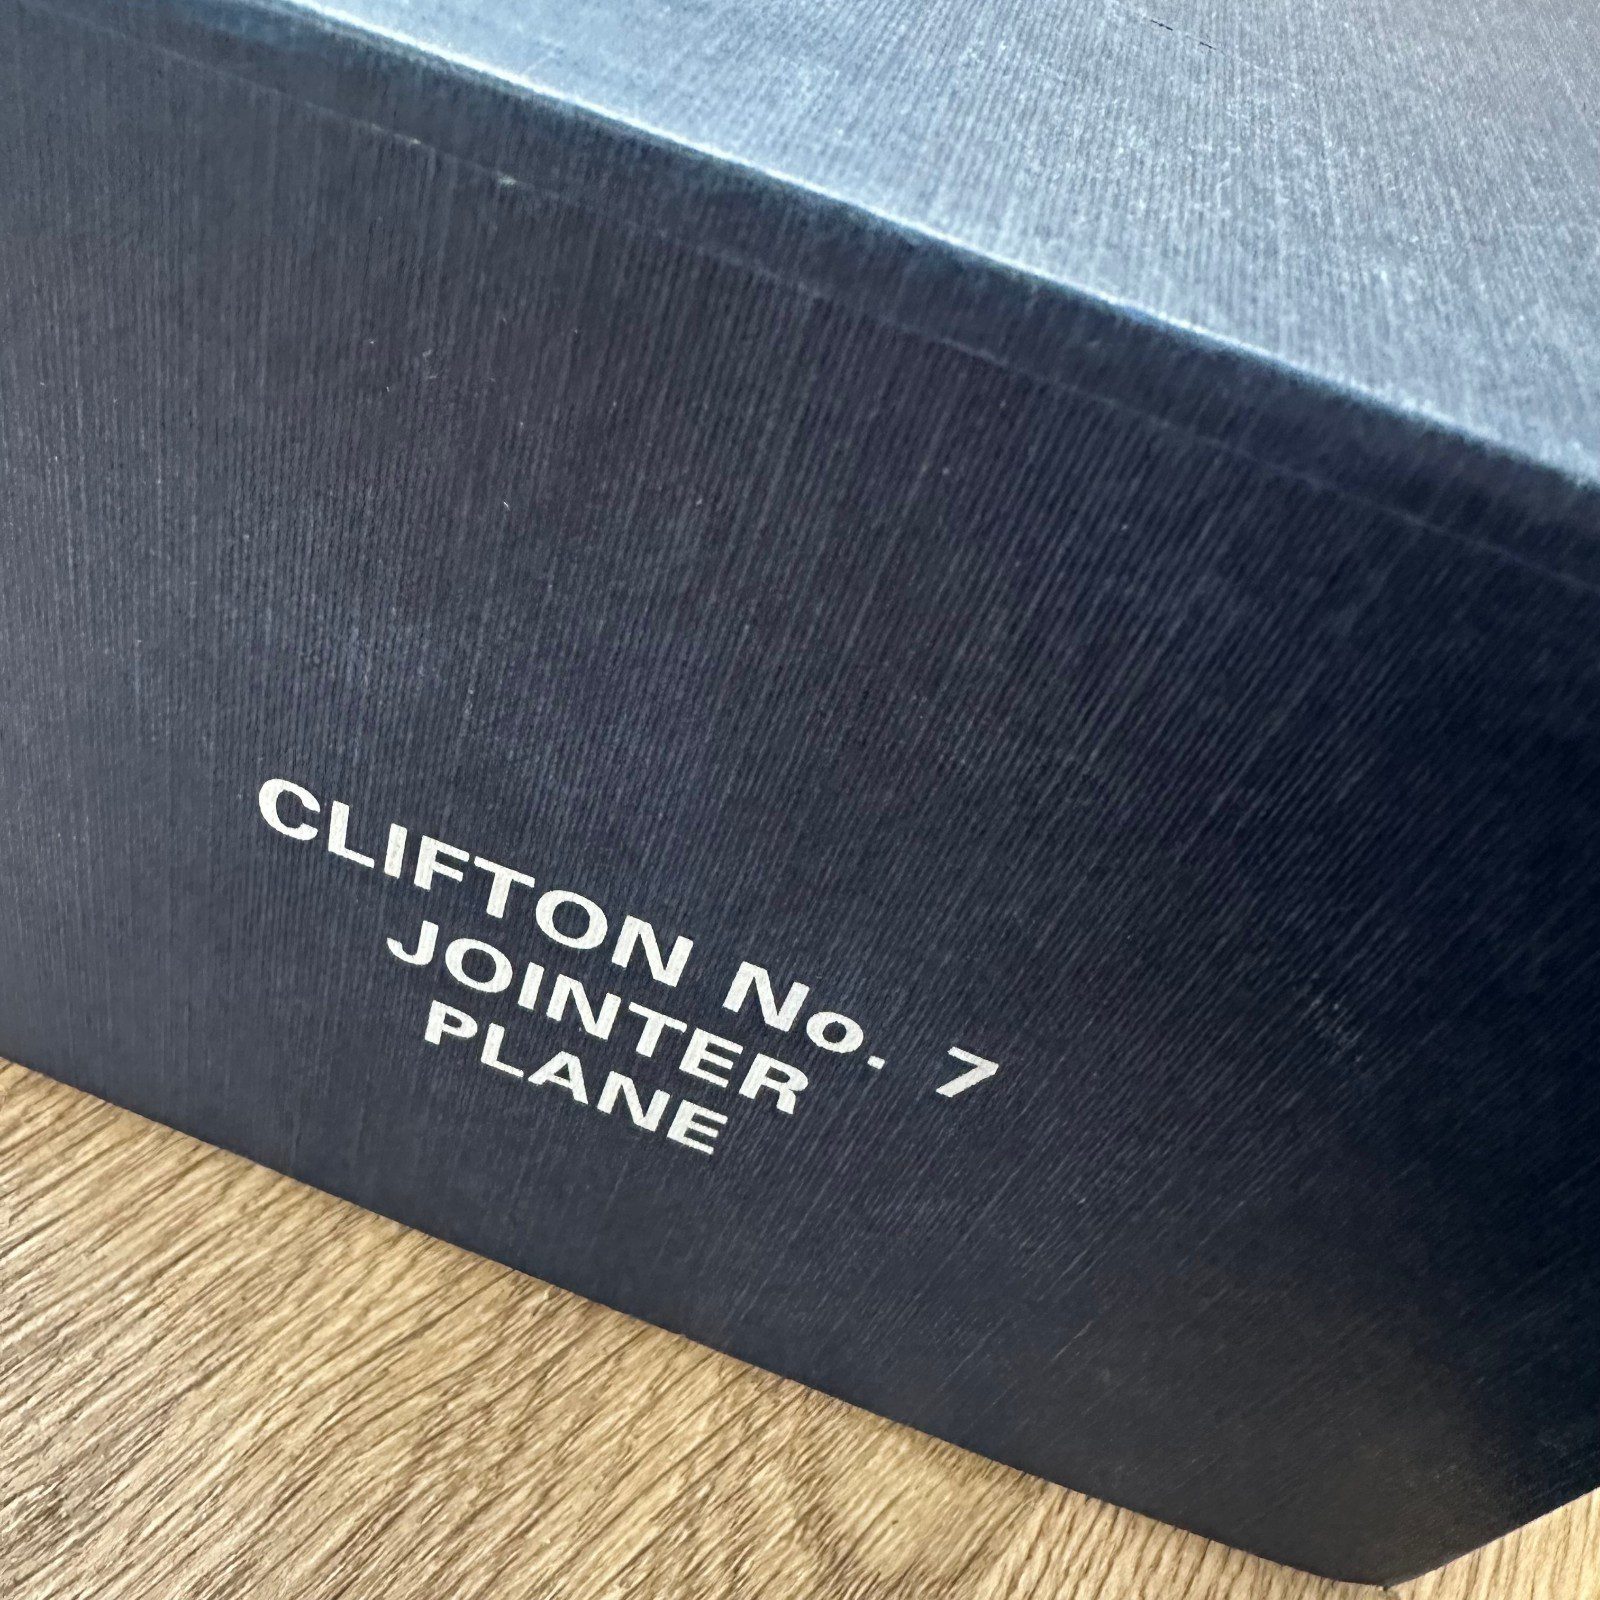 CLIFTON No. 7
JOINTER
PLANE